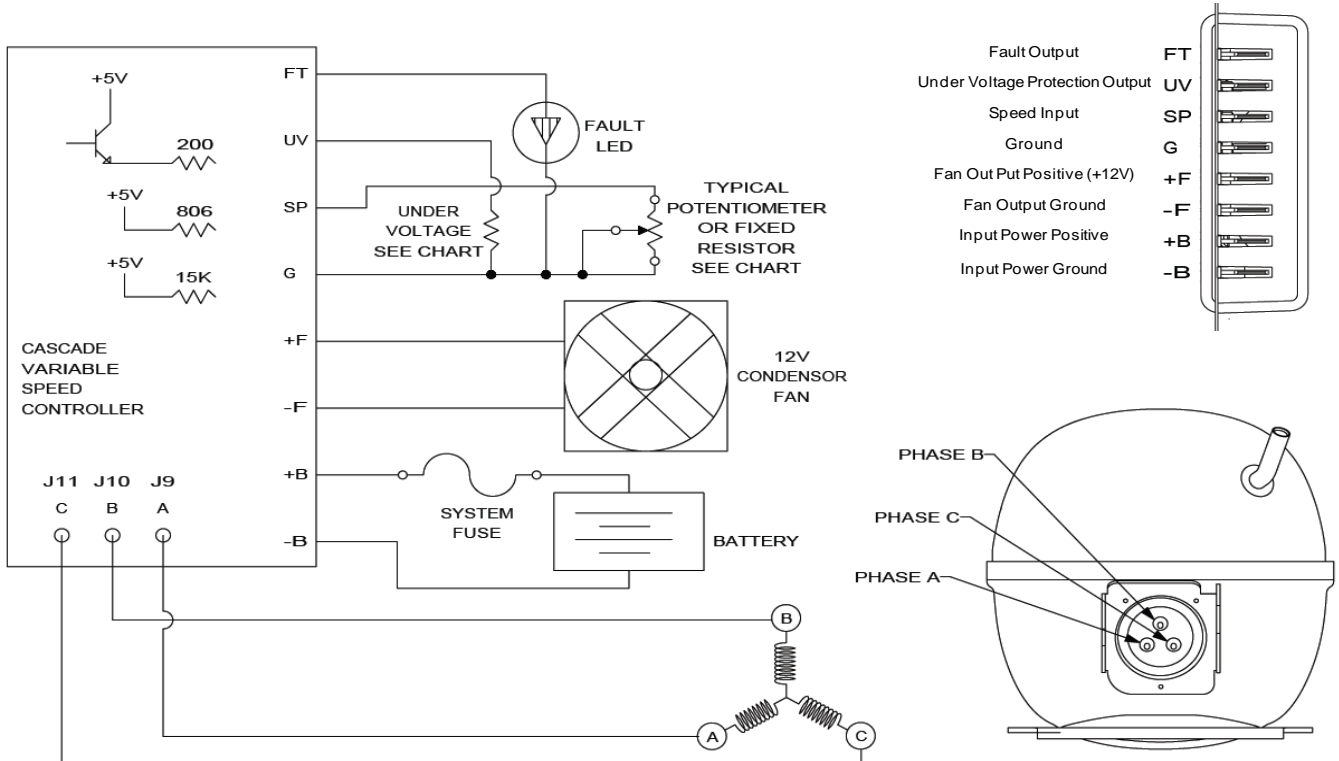 +5V
200
+5V
806
+5V
15K
CASCADE
VARIABLE
SPEED
CONTROLLER
J11 J10 J9
C B A
FT
UV
SP
G
+F
-F
+B
-B
FAULT
LED
UNDER
VOLTAGE
SEE CHART
TYPICAL
POTENTIOMETER
OR FIXED
RESISTOR
SEE CHART
12V
CONDENSOR
FAN
SYSTEM
FUSE
BATTERY
B
A
C
Fault Output FT
Under Voltage Protection Output UV
Speed Input SP
Ground G
Fan Out Put Positive (+12V) +F
Fan Output Ground -F
Input Power Positive +B
Input Power Ground -B
PHASE B
PHASE C
PHASE A